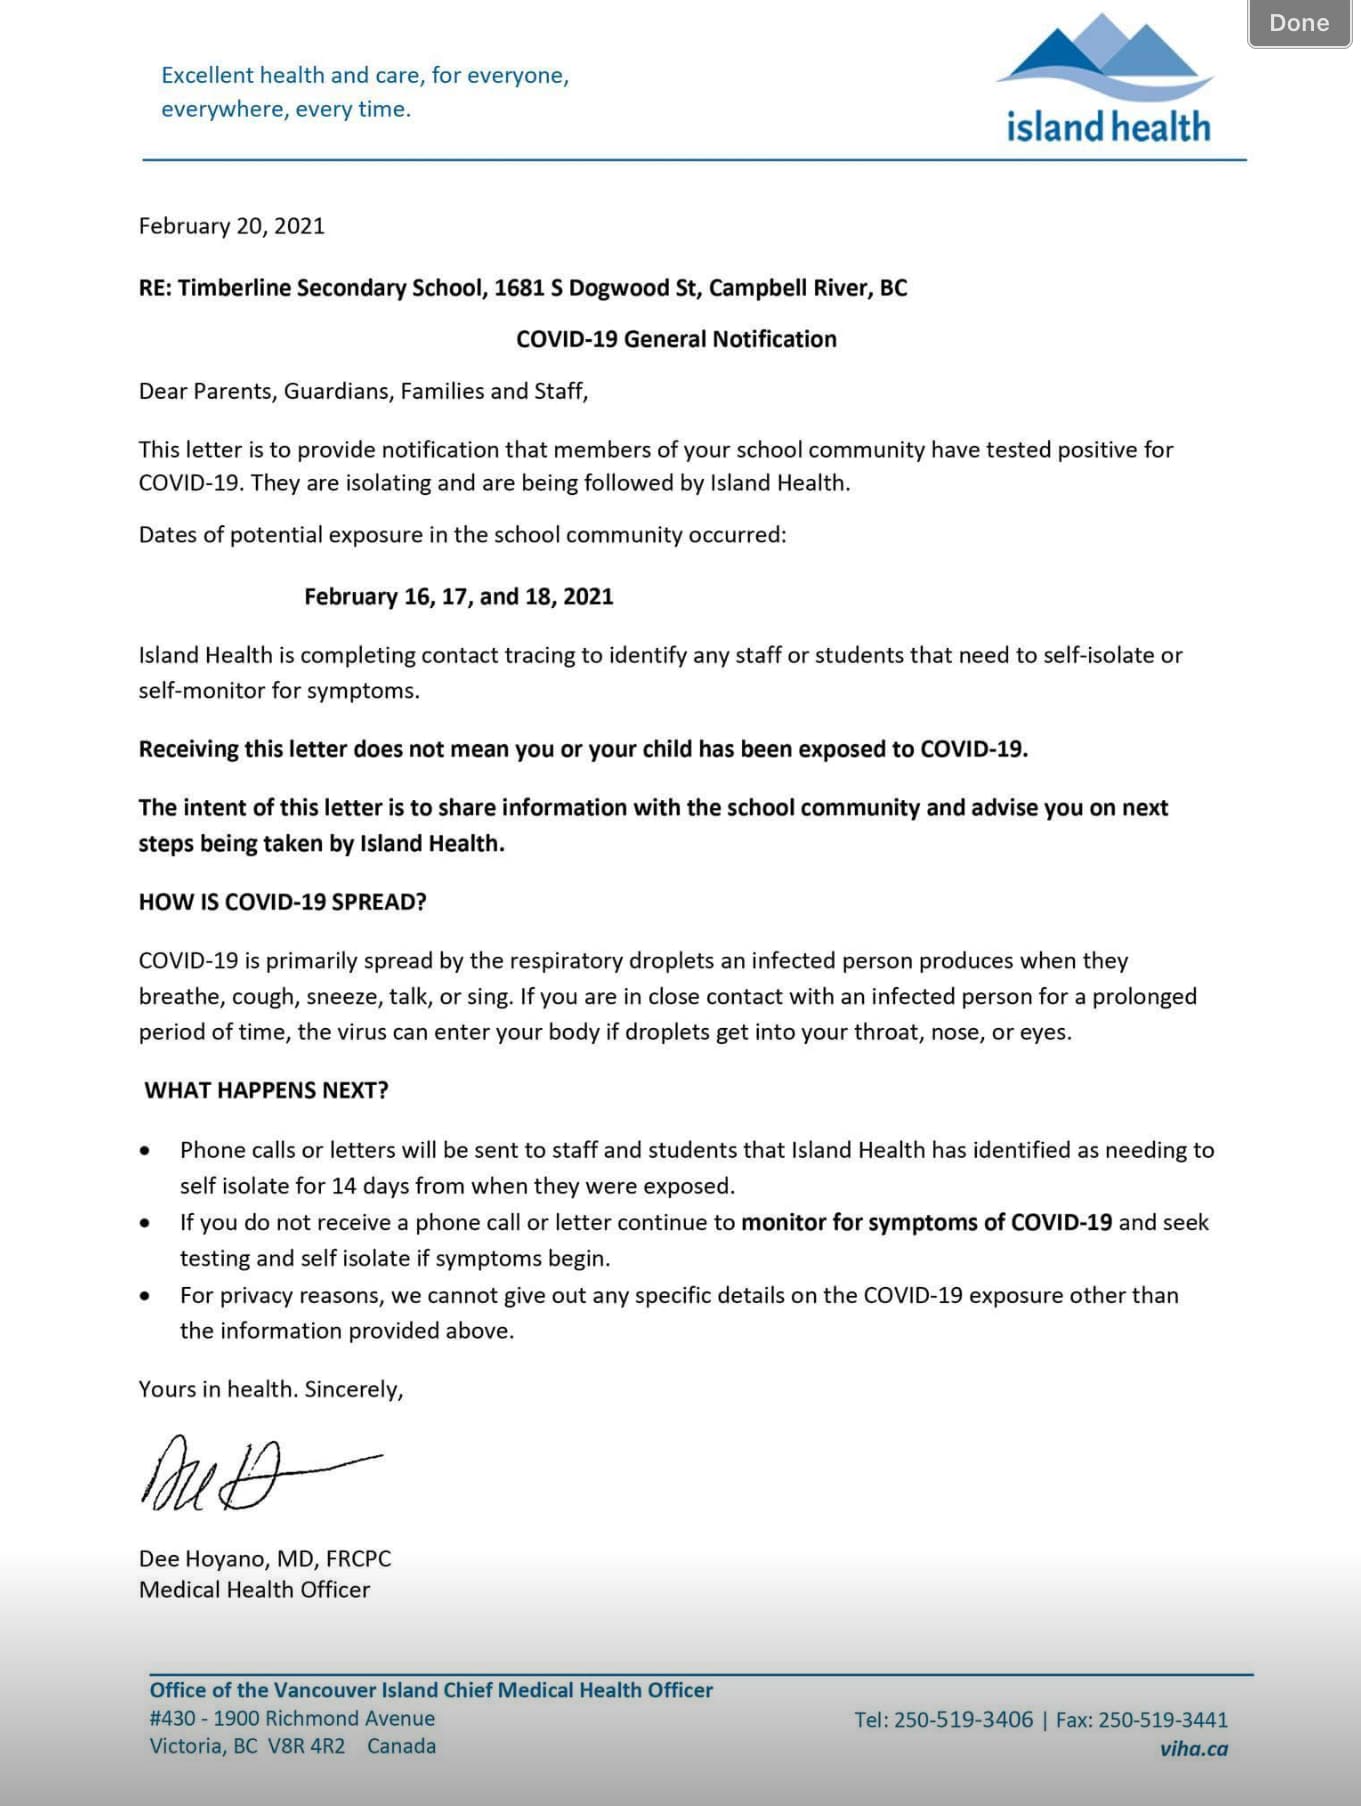 Done
Excellent health and care, for everyone,
everywhere, every time.
island health
February 20, 2021
RE: Timberline Secondary School, 1681 S Dogwood St, Campbell River, BC
COVID-19 General Notification
Dear Parents, Guardians, Families and Staff,
This letter is to provide notification that members of your school community have tested positive for
COVID-19. They are isolating and are being followed by Island Health.
Dates of potential exposure in the school community occurred:
February 16, 17, and 18, 2021
Island Health is completing contact tracing to identify any staff or students that need to self-isolate or
self-monitor for symptoms.
Receiving this letter does not mean you or your child has been exposed to COVID-19.
The intent of this letter is to share information with the school community and advise you on next
steps being taken by Island Health.
HOW IS COVID-19 SPREAD?
COVID-19 is primarily spread by the respiratory droplets an infected person produces when they
breathe, cough, sneeze, talk, or sing. If you are in close contact with an infected person for a prolonged
period of time, the virus can enter your body if droplets get into your throat, nose, or eyes.
WHAT HAPPENS NEXT?
• Phone calls or letters will be sent to staff and students that Island Health has identified as needing to
self isolate for 14 days from when they were exposed.
• If you do not receive a phone call or letter continue to monitor for symptoms of COVID-19 and seek
testing and self isolate if symptoms begin.
• For privacy reasons, we cannot give out any specific details on the COVID-19 exposure other than
the information provided above.
Yours in health. Sincerely,
Dee Hoyano, MD, FRCPC
Medical Health Officer
Office of the Vancouver Island Chief Medical Health Officer
#430 - 1900 Richmond Avenue
Victoria, BC V8R 4R2 Canada
Tel: 250-519-3406 | Fax: 250-519-3441
viha.ca